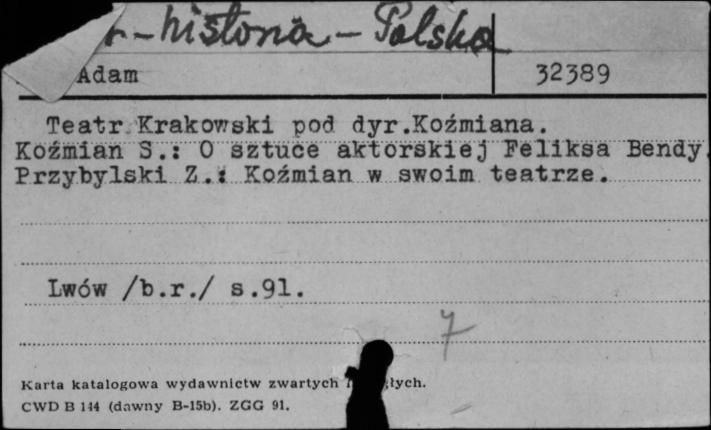 - historia - Polska
Adam 32389
Teatr Krakowski pod dyr.Koźmiana.
Koźmian S.: O sztuce aktorskiej Feliksa Bendy.
Przybylski Z.: Koźmian w swoim teatrze.
Lwów /b.r./ s.91.
7
Karta katalogowa wydawnictw zwartych
CWD B 144 (dawny B-15b). ZGG 91.